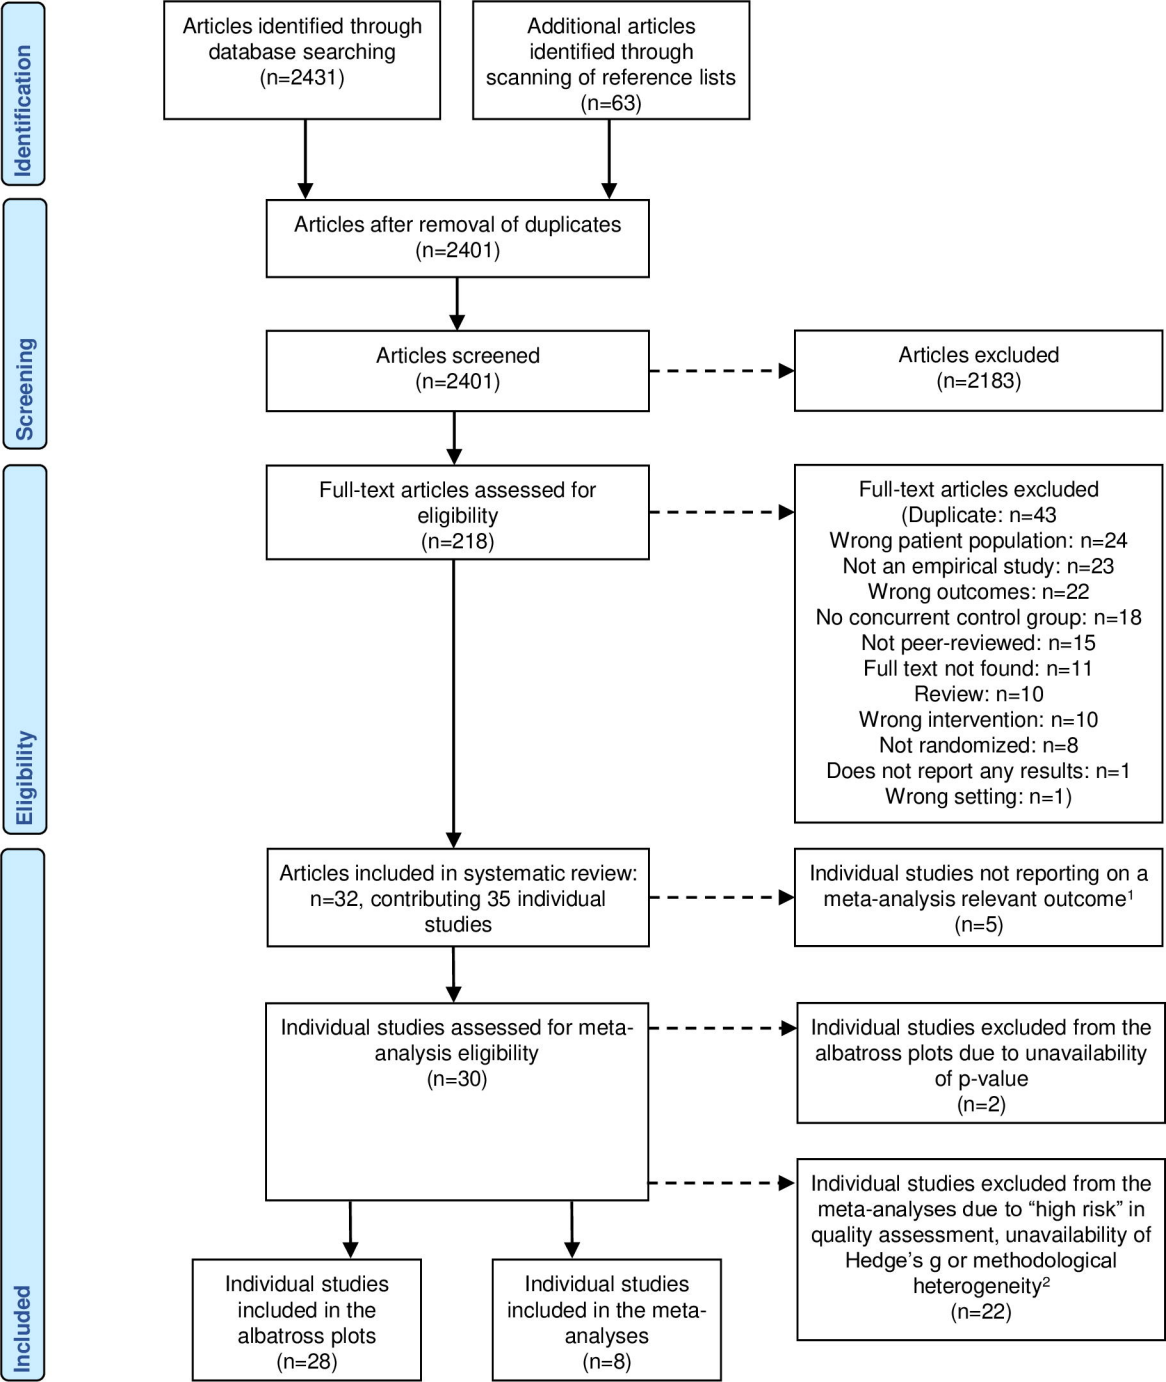 Identification
Articles identified through
database searching
(n=2431)
Additional articles
identified through
scanning of reference lists
(n=63)
Screening
Articles after removal of duplicates
(n=2401)
Articles screened
(n=2401)
Articles excluded
(n=2183)
Eligibility
Full-text articles assessed for
eligibility
(n=218)
Full-text articles excluded
(Duplicate: n=43
Wrong patient population: n=24
Not an empirical study: n=23
Wrong outcomes: n=22
No concurrent control group: n=18
Not peer-reviewed: n=15
Full text not found: n=11
Review: n=10
Wrong intervention: n=10
Not randomized: n=8
Does not report any results: n=1
Wrong setting: n=1)
Included
Articles included in systematic review:
n=32, contributing 35 individual
studies
Individual studies not reporting on a
meta-analysis relevant outcome¹
(n=5)
Individual studies assessed for meta-
analysis eligibility
(n=30)
Individual studies excluded from the
albatross plots due to unavailability
of p-value
(n=2)
Individual studies excluded from the
meta-analyses due to “high risk” in
quality assessment, unavailability of
Hedge’s g or methodological
heterogeneity²
(n=22)
Individual studies
included in the
albatross plots
(n=28)
Individual studies
included in the meta-
analyses
(n=8)